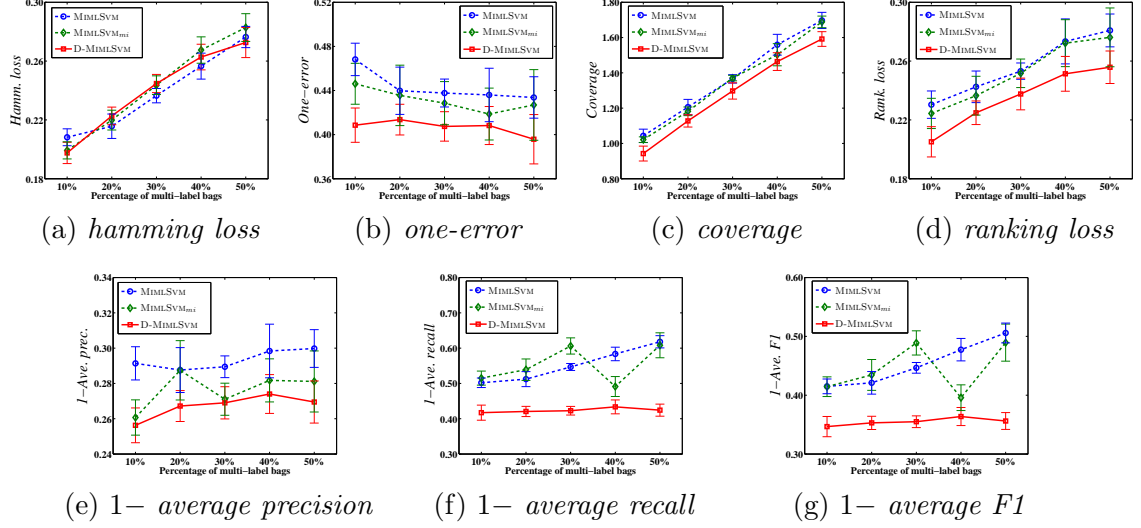 0.30
0.26
0.22
0.18
Hamm. loss
MIMLSVM
MIMLSVMmi
D-MIMLSVM
10% 20% 30% 40% 50%
Percentage of multi-label bags
(a) hamming loss
0.52
0.48
0.44
0.40
0.36
One-error
MIMLSVM
MIMLSVMmi
D-MIMLSVM
10% 20% 30% 40% 50%
Percentage of multi-label bags
(b) one-error
1.80
1.60
1.40
1.20
1.00
0.80
Coverage
MIMLSVM
MIMLSVMmi
D-MIMLSVM
10% 20% 30% 40% 50%
Percentage of multi-label bags
(c) coverage
0.30
0.26
0.22
0.18
Rank. loss
MIMLSVM
MIMLSVMmi
D-MIMLSVM
10% 20% 30% 40% 50%
Percentage of multi-label bags
(d) ranking loss
0.34
0.32
0.30
0.28
0.26
0.24
1-Ave. prec.
MIMLSVM
MIMLSVMmi
D-MIMLSVM
10% 20% 30% 40% 50%
Percentage of multi-label bags
(e) 1− average precision
0.80
0.70
0.60
0.50
0.40
0.30
1-Ave. recall
MIMLSVM
MIMLSVMmi
D-MIMLSVM
10% 20% 30% 40% 50%
Percentage of multi-label bags
(f) 1− average recall
0.60
0.50
0.40
0.30
1-Ave. F1
MIMLSVM
MIMLSVMmi
D-MIMLSVM
10% 20% 30% 40% 50%
Percentage of multi-label bags
(g) 1− average F1